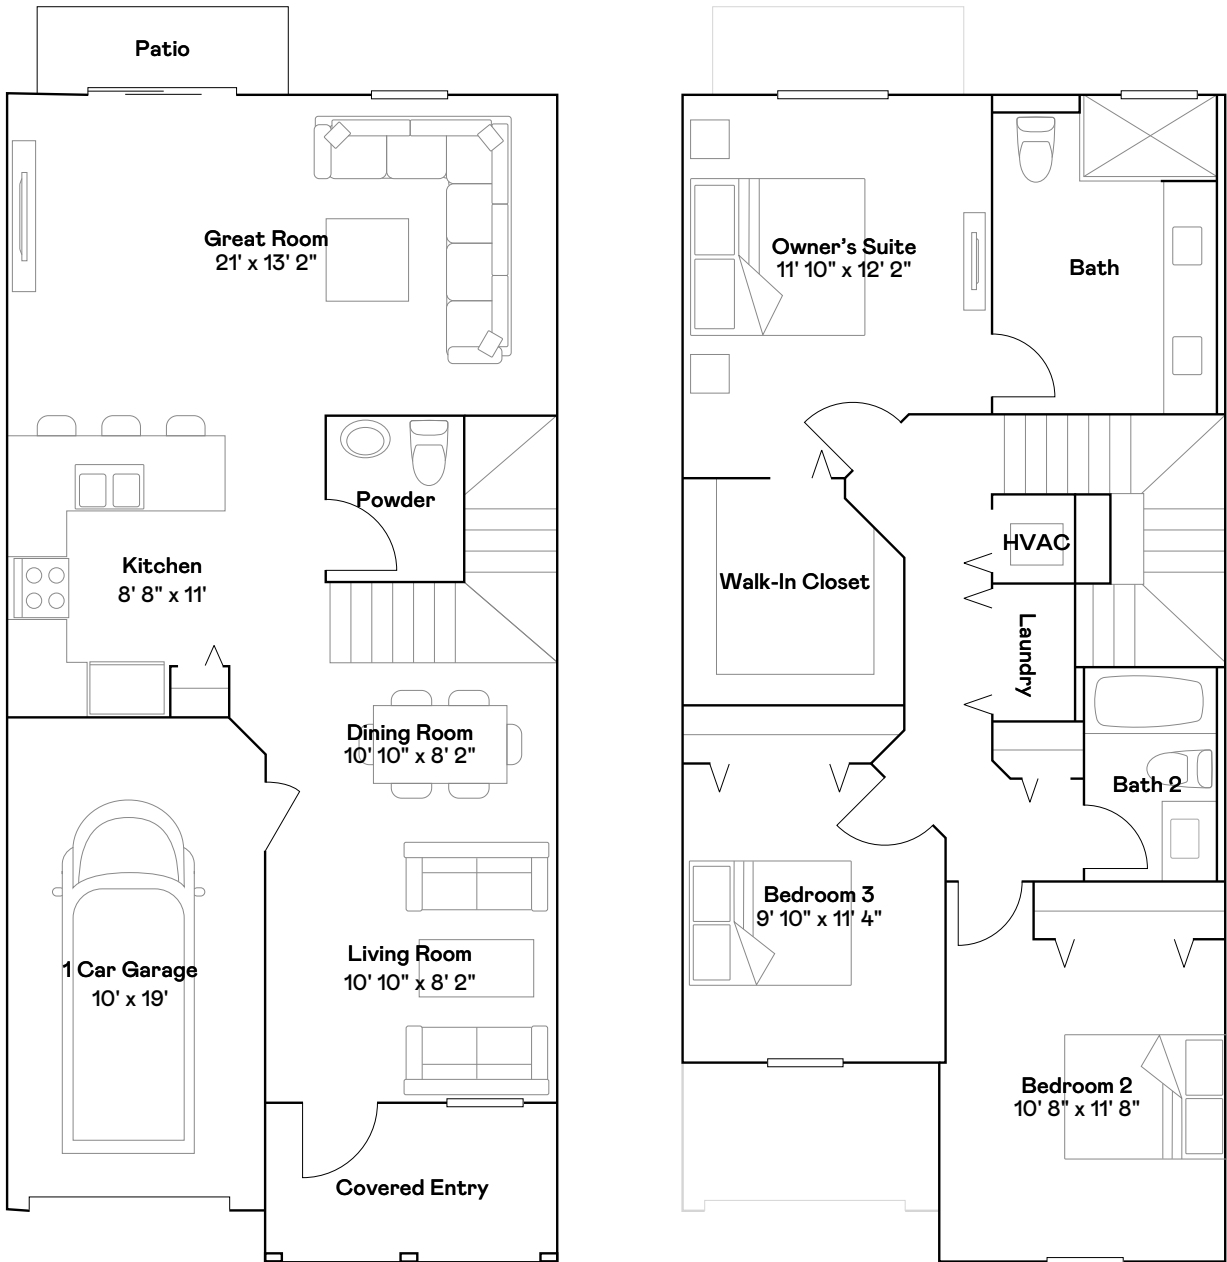 Patio
Great Room
21' x 13' 2"
Powder
Kitchen
8' 8" x 11'
Dining Room
10' 10" x 8' 2"
Living Room
10' 10" x 8' 2"
1 Car Garage
10' x 19'
Covered Entry
Owner’s Suite
11' 10" x 12' 2"
Bath
HVAC
Walk-In Closet
Laundry
Bath 2
Bedroom 3
9' 10" x 11' 4"
Bedroom 2
10' 8" x 11' 8"